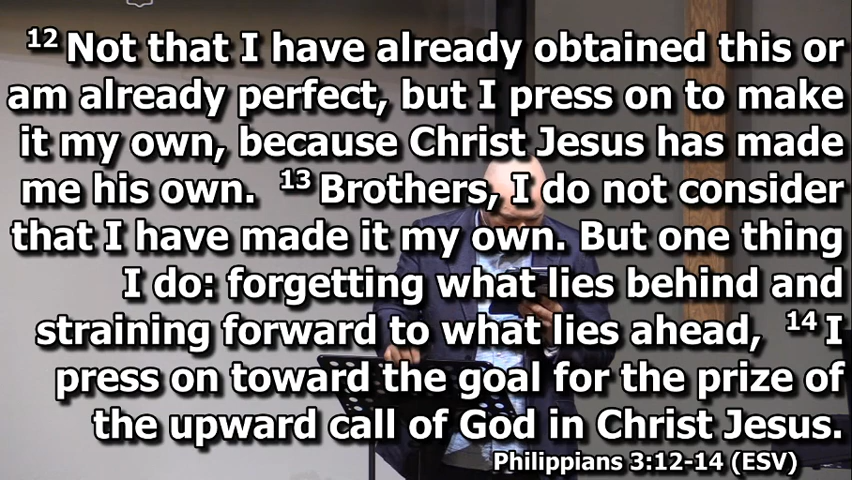 12 Not that I have already obtained this or
am already perfect, but I press on to make
it my own, because Christ Jesus has made
me his own. 13 Brothers, I do not consider
that I have made it my own. But one thing
I do: forgetting what lies behind and
straining forward to what lies ahead, 14 I
press on toward the goal for the prize of
the upward call of God in Christ Jesus.
Philippians 3:12-14 (ESV)